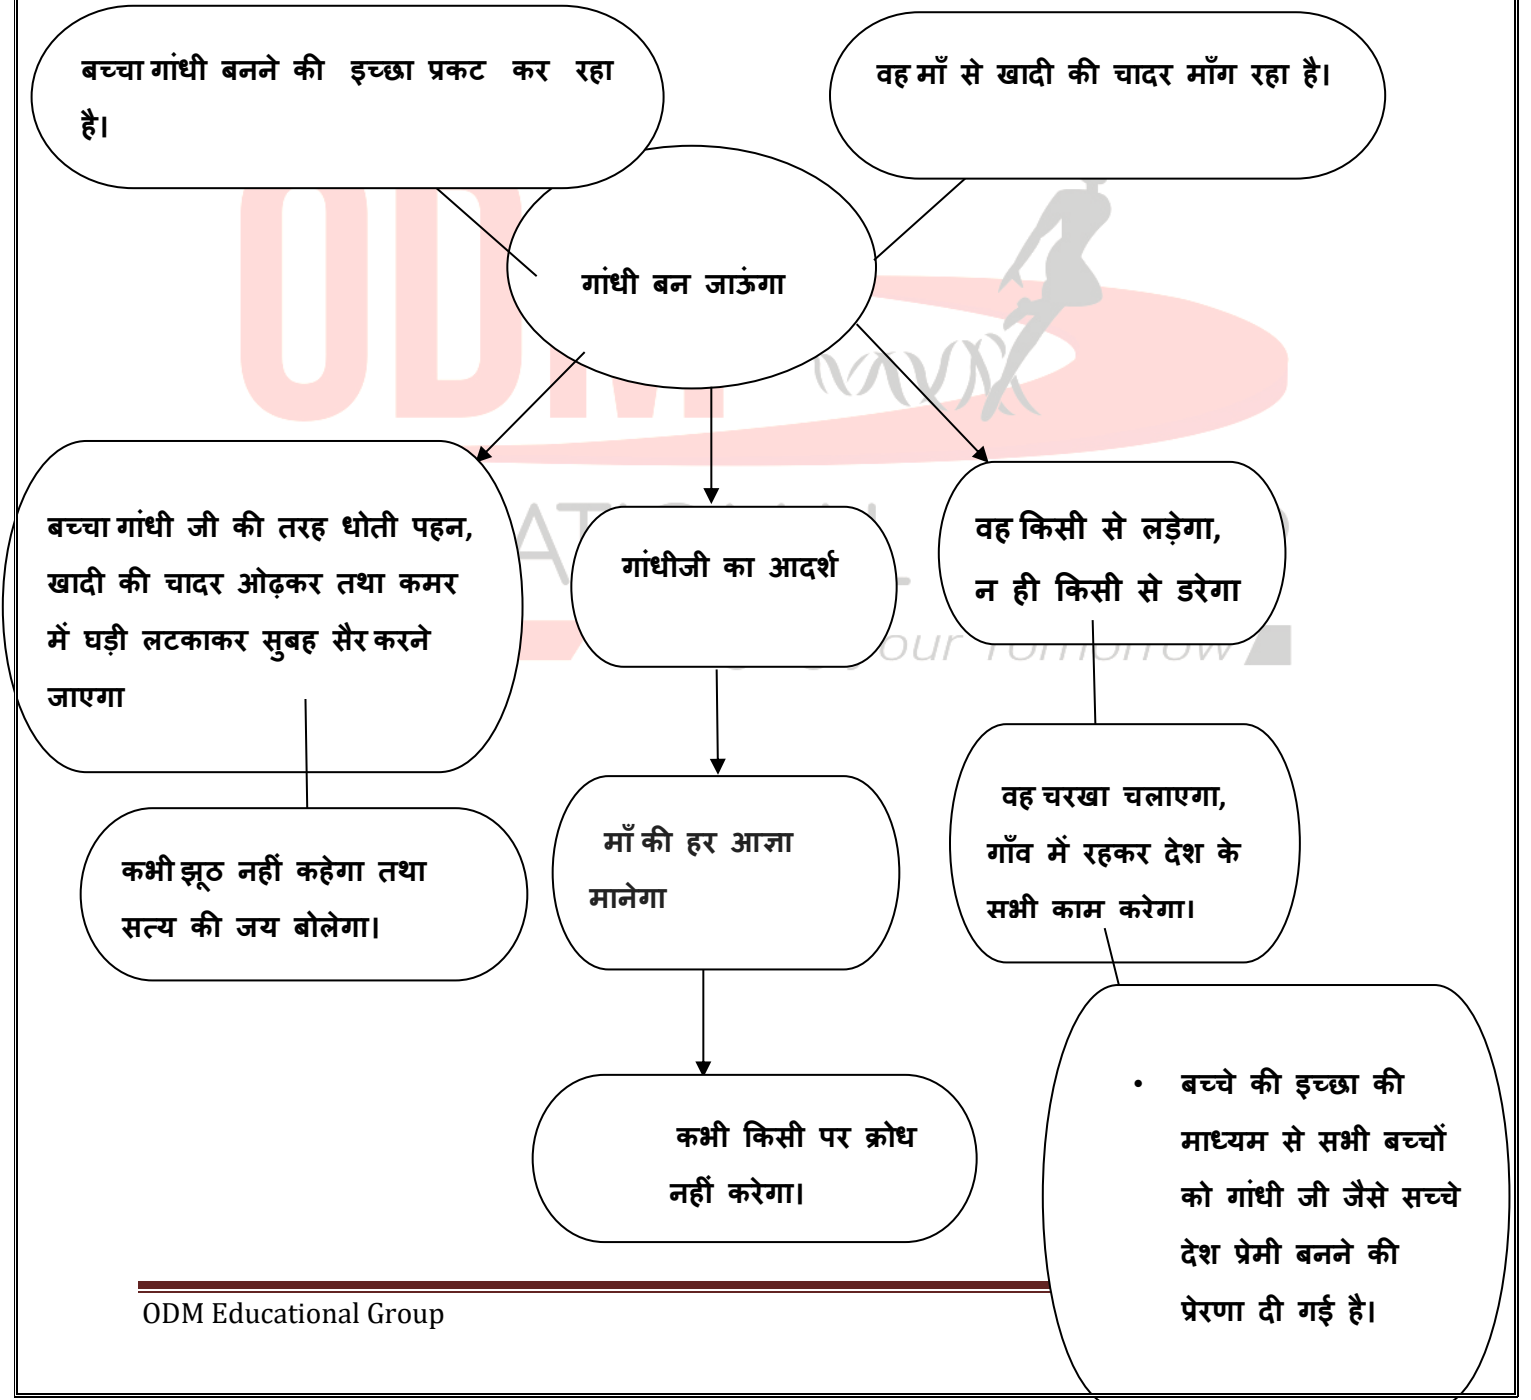 बच्चा गांधी बनने की इच्छा प्रकट कर रहा
है।
वह माँ से खादी की चादर माँग रहा है।
गांधी बन जाऊंगा
बच्चा गांधी जी की तरह धोती पहन,
खादी की चादर ओढ़कर तथा कमर
में घड़ी लटकाकर सुबह सैर करने
जाएगा
गांधीजी का आदर्श
वह किसी से लड़ेगा,
न ही किसी से डरेगा
कभी झूठ नहीं कहेगा तथा
सत्य की जय बोलेगा।
माँ की हर आज्ञा
मानेगा
वह चरखा चलाएगा,
गाँव में रहकर देश के
सभी काम करेगा।
कभी किसी पर क्रोध
नहीं करेगा।
• बच्चे की इच्छा की
माध्यम से सभी बच्चों
को गांधी जी जैसे सच्चे
देश प्रेमी बनने की
प्रेरणा दी गई है।
ODM
our Tomorrow
ODM Educational Group